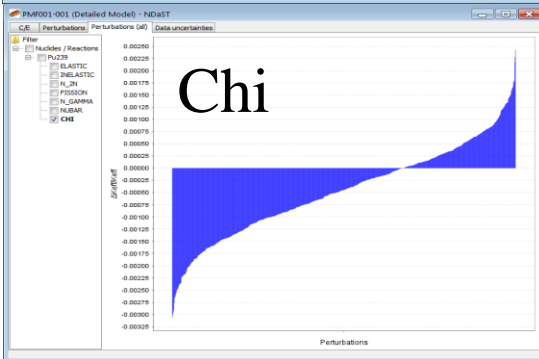 PMF001-001 (Detailed Model) - NDaST
C/E Perturbations Perturbations (all) Data uncertainties
Filter
Nuclides / Reactions
Pu239
ELASTIC
INELASTIC
N_2N
FISSION
N_GAMMA
NUBAR
CHI
Chi
ΔKeff/Keff
0.00250
0.00225
0.00200
0.00175
0.00150
0.00125
0.00100
0.00075
0.00050
0.00025
0.00000
-0.00025
-0.00050
-0.00075
-0.00100
-0.00125
-0.00150
-0.00175
-0.00200
-0.00225
-0.00250
-0.00275
-0.00300
-0.00325
Perturbations